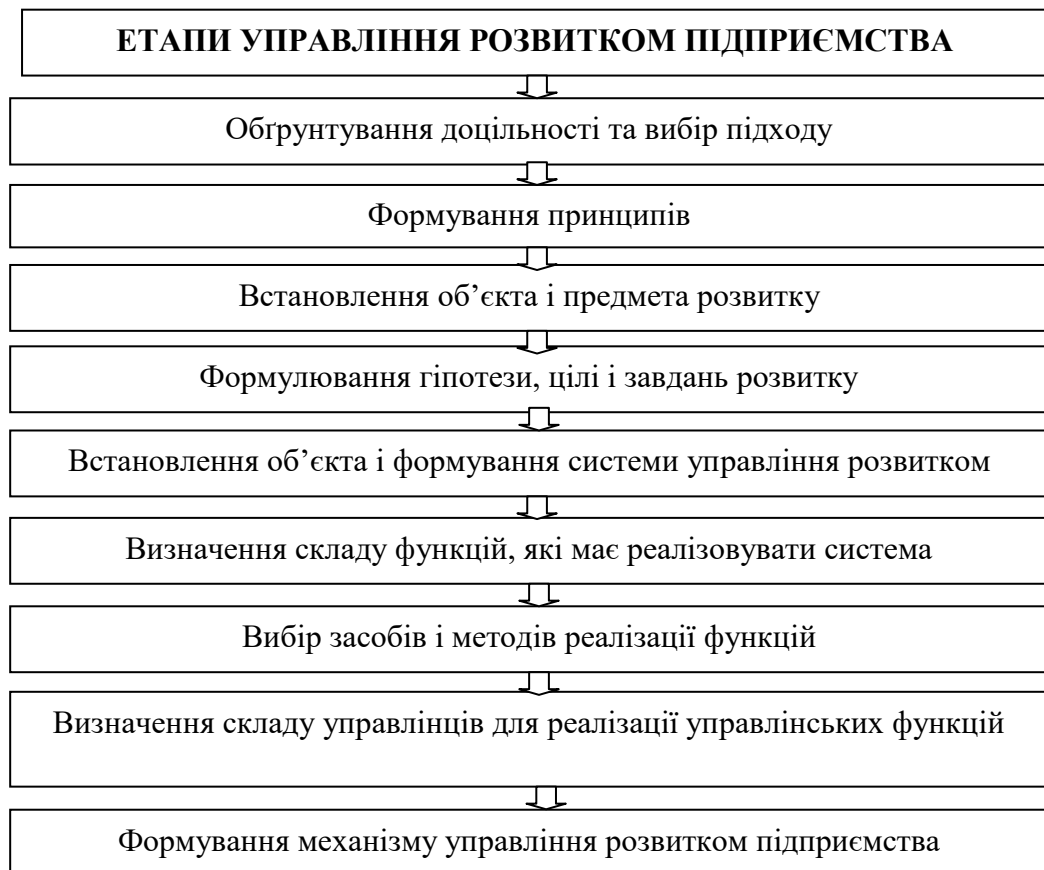 ЕТАПИ УПРАВЛІННЯ РОЗВИТКОМ ПІДПРИЄМСТВА
Обґрунтування доцільності та вибір підходу
Формування принципів
Встановлення об’єкта і предмета розвитку
Формулювання гіпотези, цілі і завдань розвитку
Встановлення об’єкта і формування системи управління розвитком
Визначення складу функцій, які має реалізовувати система
Вибір засобів і методів реалізації функцій
Визначення складу управлінців для реалізації управлінських функцій
Формування механізму управління розвитком підприємства